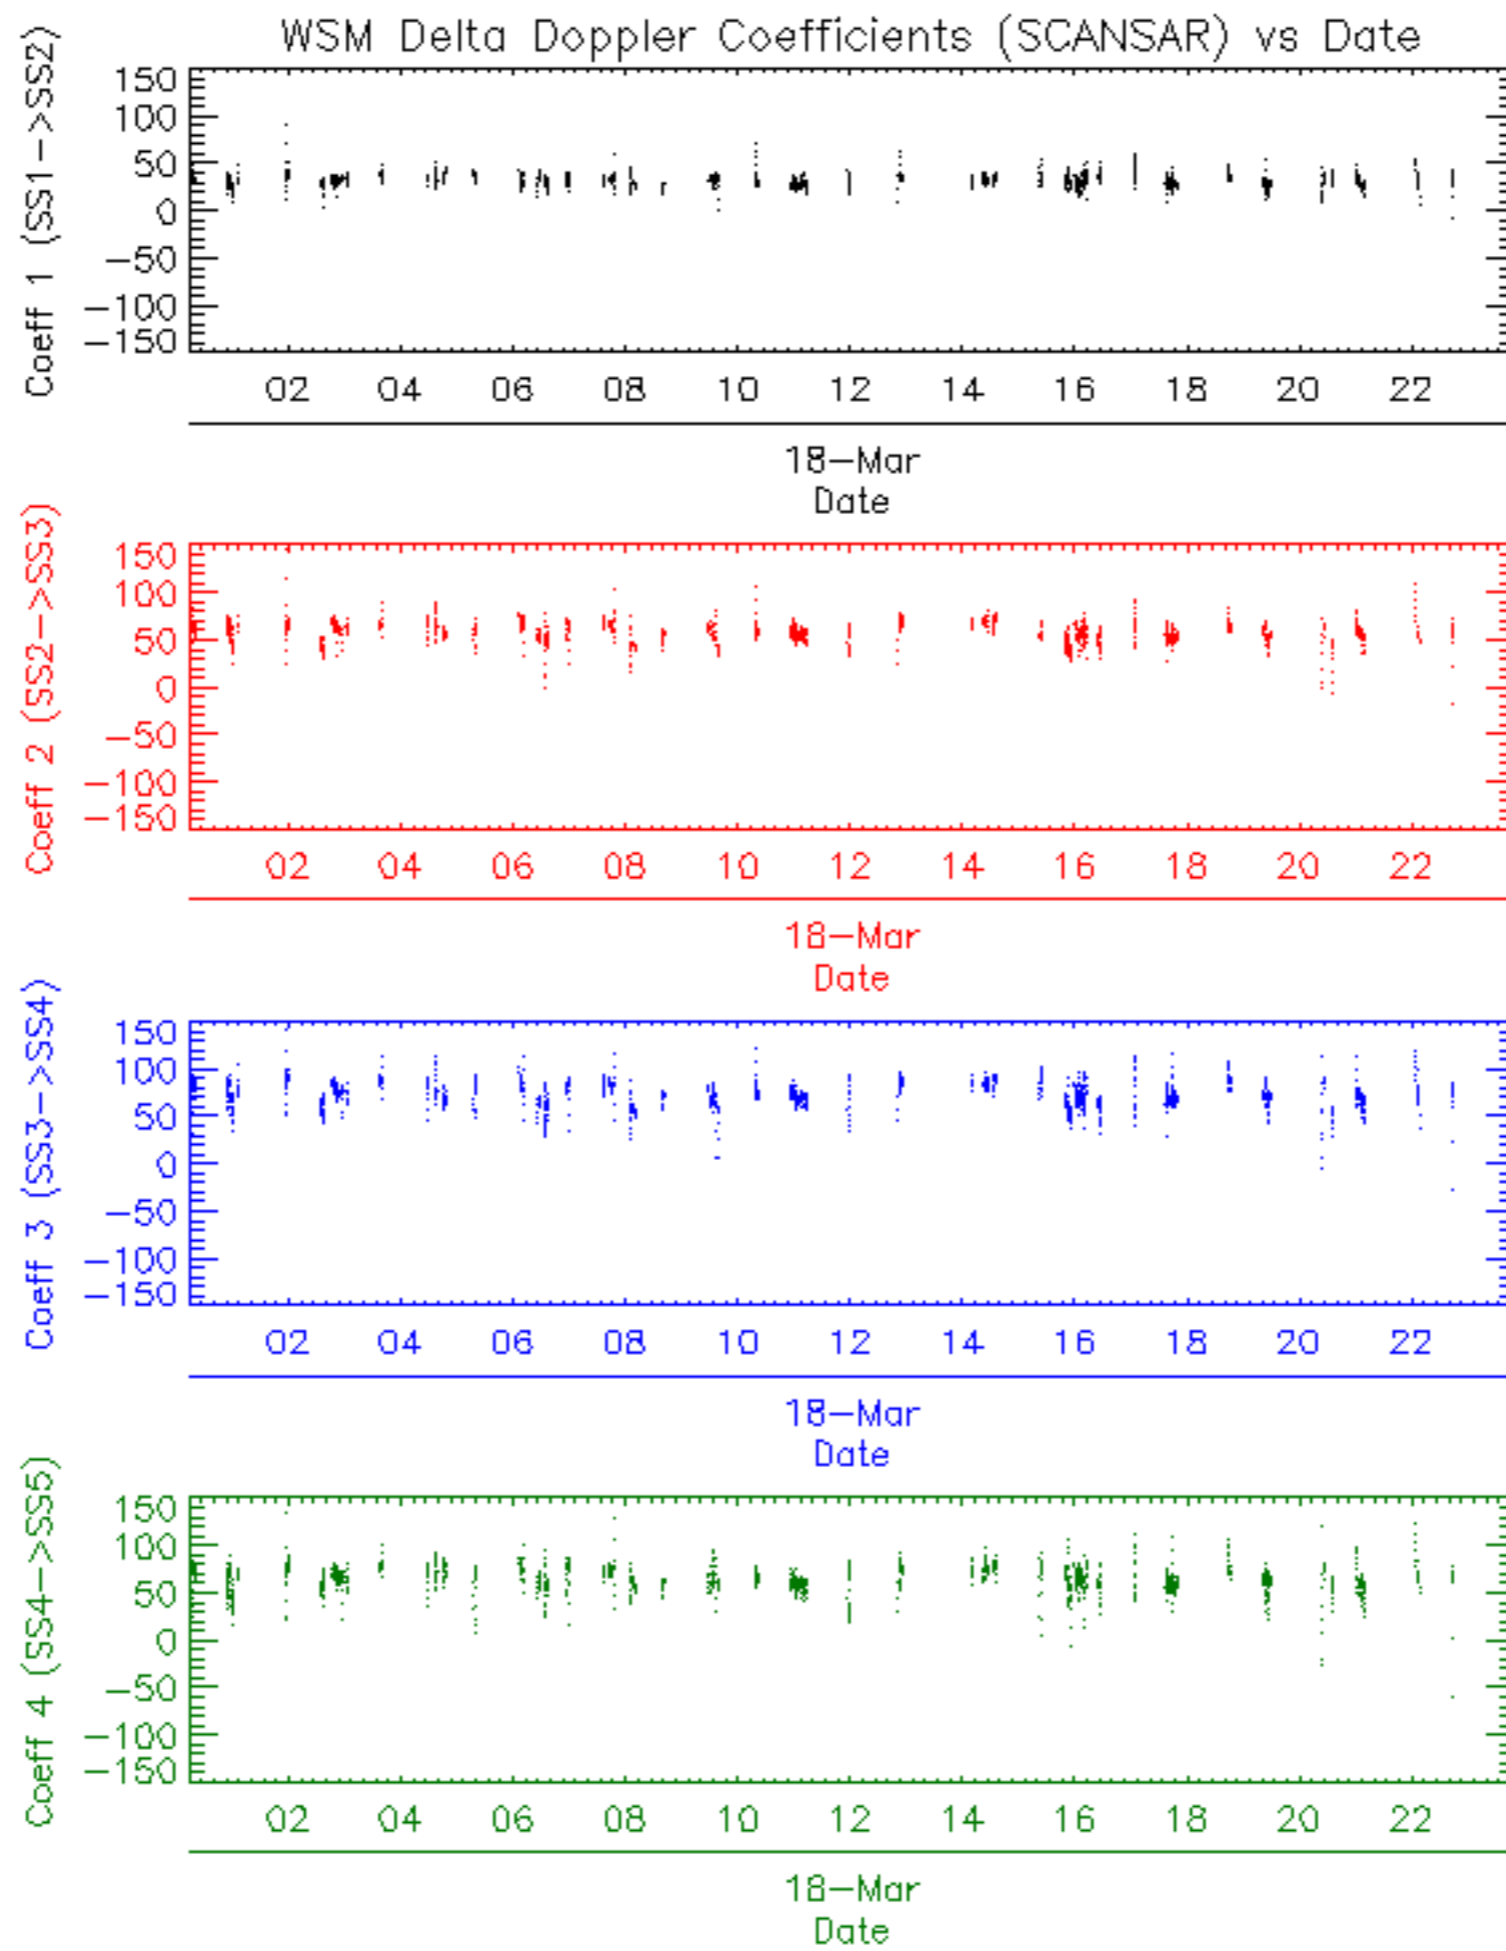 WSM Delta Doppler Coefficients (SCANSAR) vs Date
Coeff 1 (SS1->SS2)
150
100
50
0
-50
-100
-150
02 04 06 08 10 12 14 16 18 20 22
18-Mar
Date
Coeff 2 (SS2->SS3)
150
100
50
0
-50
-100
-150
02 04 06 08 10 12 14 16 18 20 22
18-Mar
Date
Coeff 3 (SS3->SS4)
150
100
50
0
-50
-100
-150
02 04 06 08 10 12 14 16 18 20 22
18-Mar
Date
Coeff 4 (SS4->SS5)
150
100
50
0
-50
-100
-150
02 04 06 08 10 12 14 16 18 20 22
18-Mar
Date